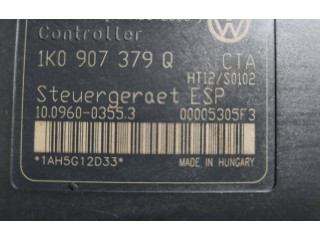 Controller
1K0 907 379 Q CTA
HT12/S0102
Steuergeraet ESP
10.0960-0355.3 00005305F3
*1AH5G12D33* MADE IN HUNGARY